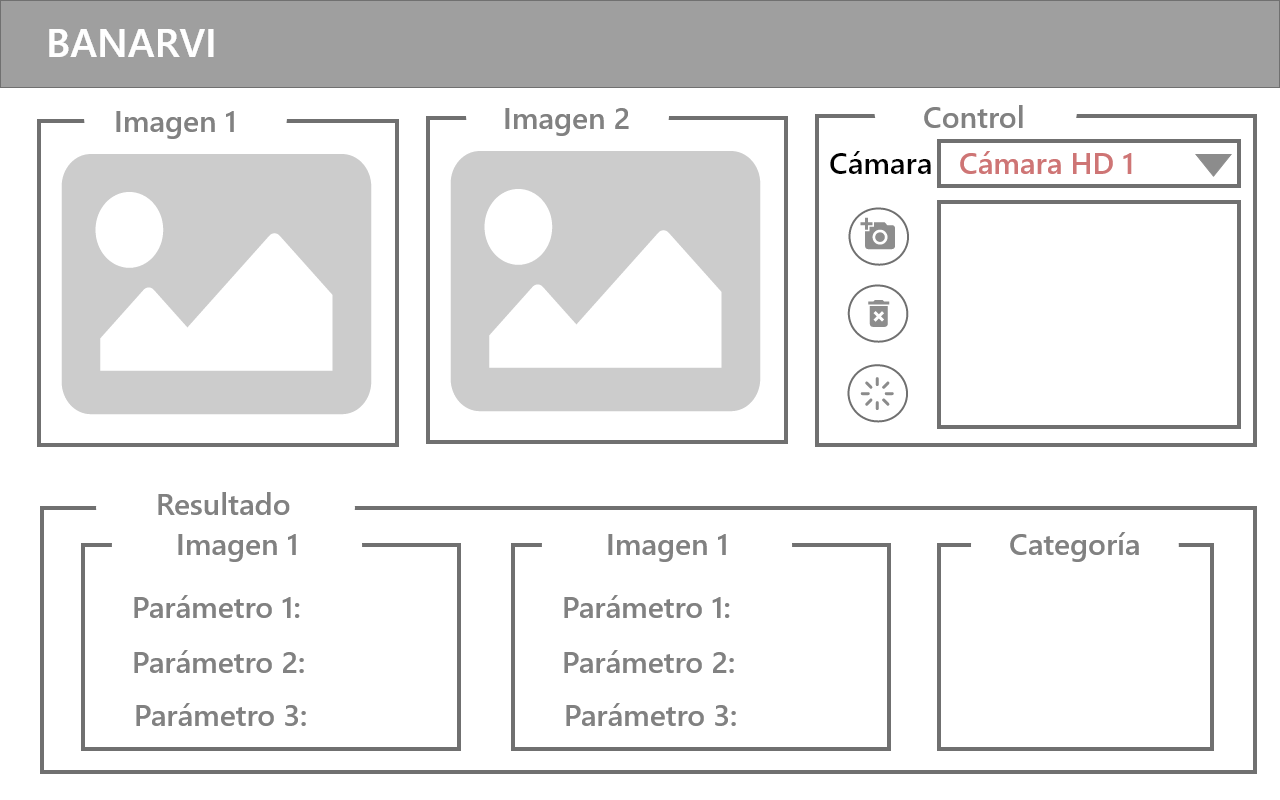 BANARVI
Imagen 1
Imagen 2
Control
Cámara
Cámara HD 1
Resultado
Imagen 1
Parámetro 1:
Parámetro 2:
Parámetro 3:
Imagen 1
Parámetro 1:
Parámetro 2:
Parámetro 3:
Categoría